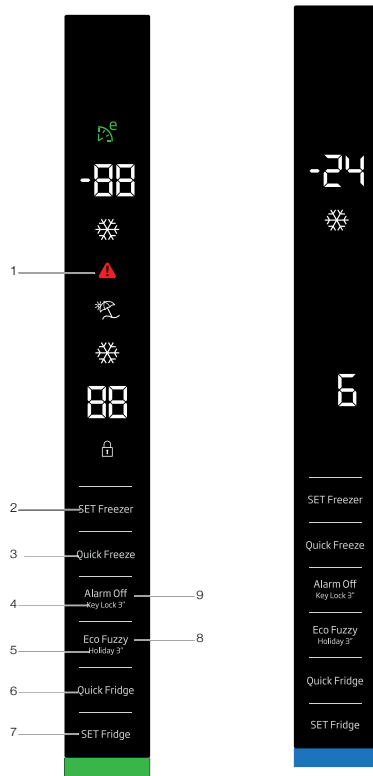 e
-88
1
88
2 SET Freezer
3 Quick Freeze
Alarm Off 9
4 Key Lock 3"
Eco Fuzzy 8
5 Holiday 3"
6 Quick Fridge
7 SET Fridge
-24
6
SET Freezer
Quick Freeze
Alarm Off
Key Lock 3"
Eco Fuzzy
Holiday 3"
Quick Fridge
SET Fridge